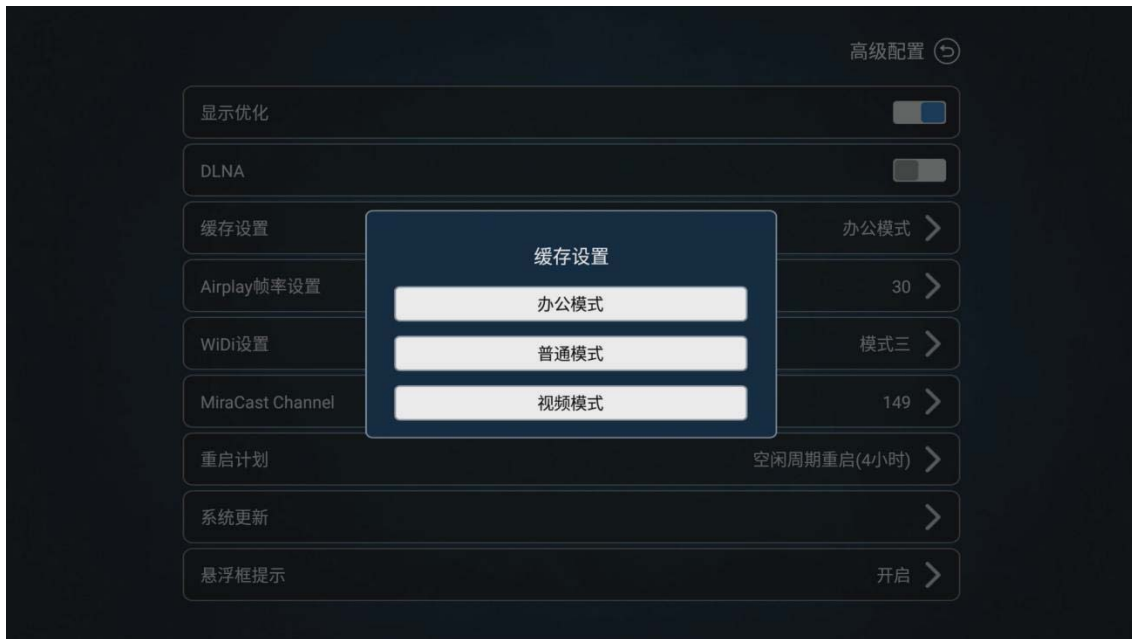 高级配置
显示优化
DLNA
缓存设置
办公模式
Airplay帧率设置
30
WiDi设置
模式三
MiraCast Channel
149
重启计划
空闲周期重启(4小时)
系统更新
悬浮框提示
开启
缓存设置
办公模式
普通模式
视频模式